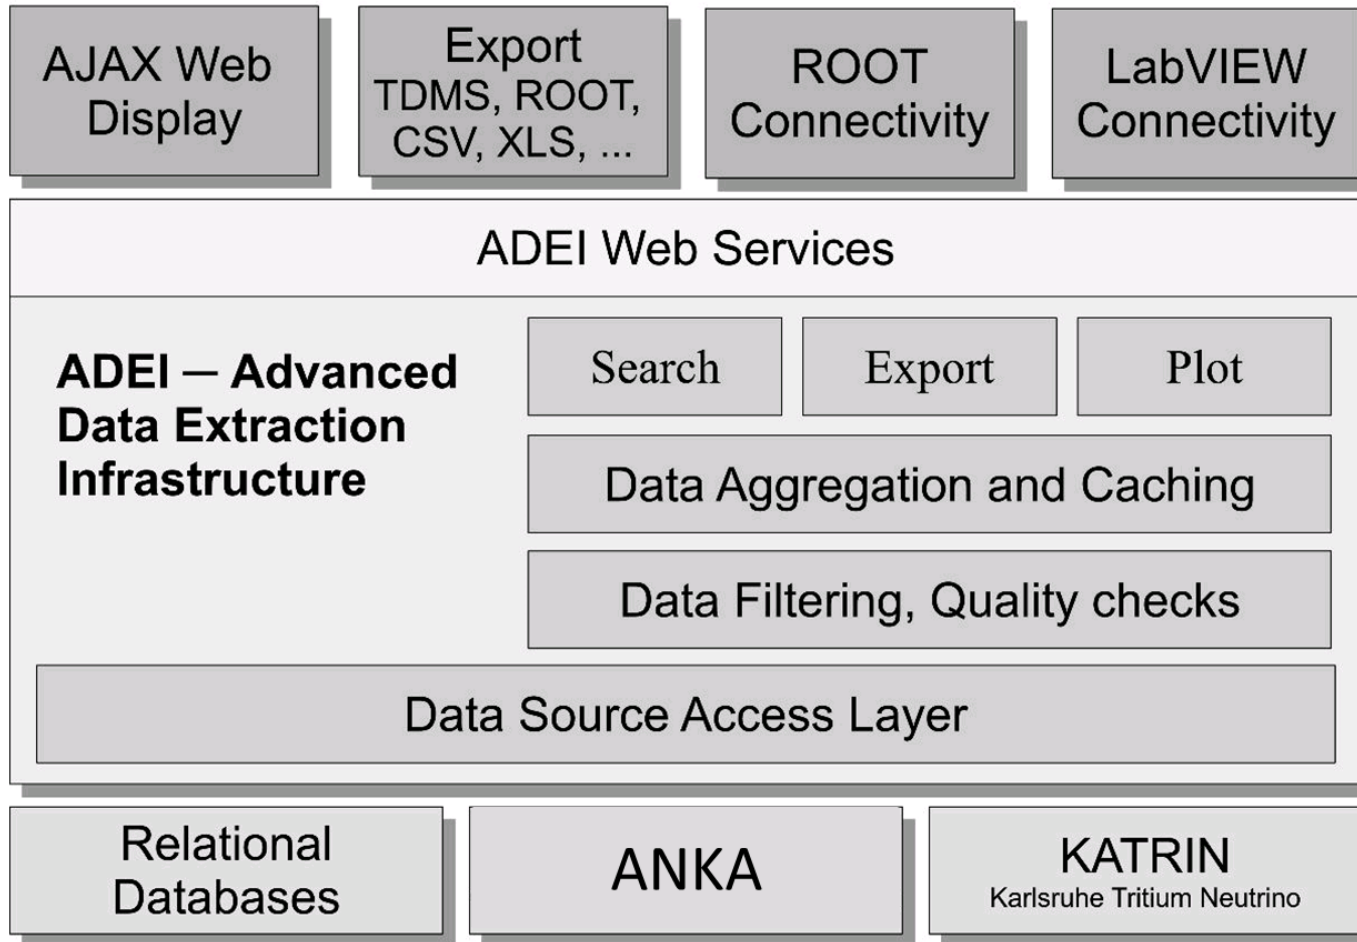 AJAX Web
Display
Export
TDMS, ROOT,
CSV, XLS, ...
ROOT
Connectivity
LabVIEW
Connectivity
ADEI Web Services
ADEI — Advanced
Data Extraction
Infrastructure
Search
Export
Plot
Data Aggregation and Caching
Data Filtering, Quality checks
Data Source Access Layer
Relational
Databases
ANKA
KATRIN
Karlsruhe Tritium Neutrino